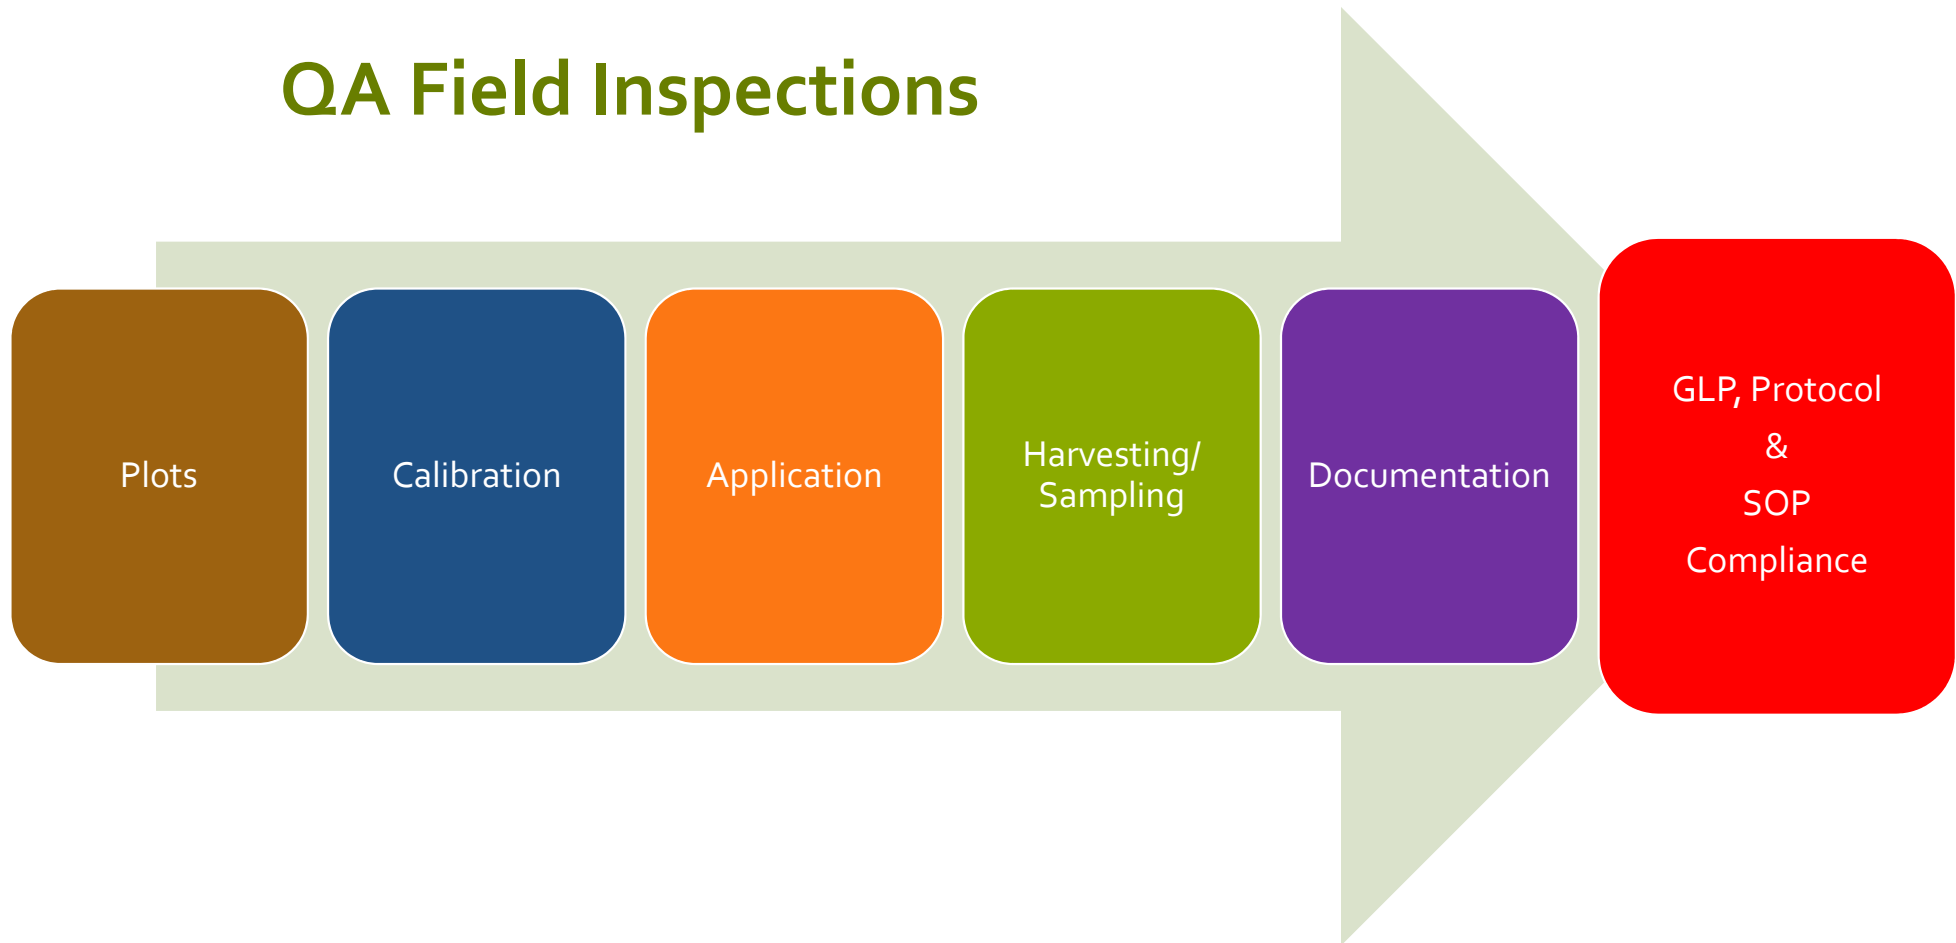 QA Field Inspections
Plots
Calibration
Application
Harvesting/
Sampling
Documentation
GLP, Protocol
&
SOP
Compliance